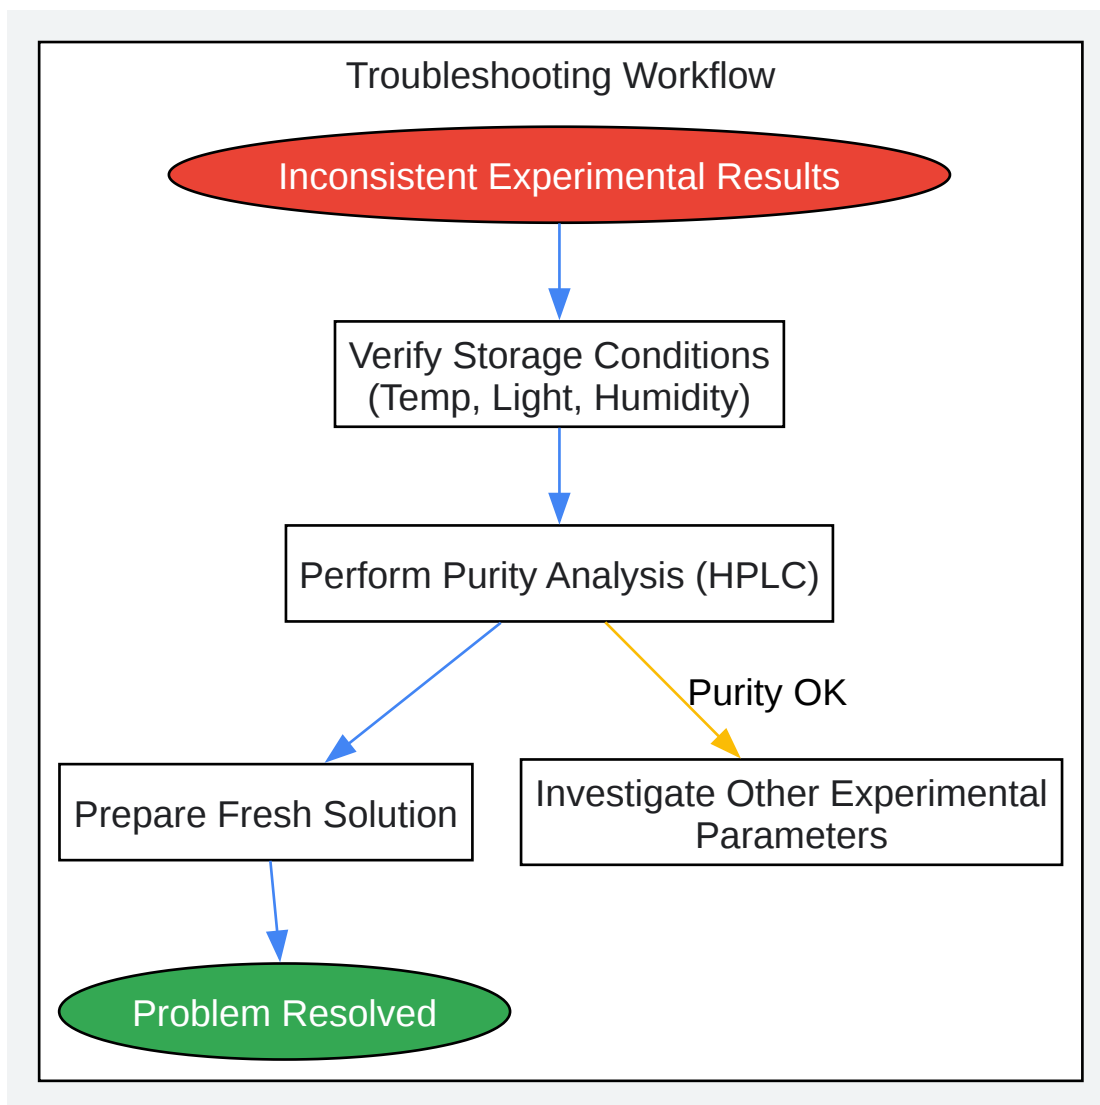 Troubleshooting Workflow
Inconsistent Experimental Results
Verify Storage Conditions
(Temp, Light, Humidity)
Perform Purity Analysis (HPLC)
Purity OK
Prepare Fresh Solution
Investigate Other Experimental
Parameters
Problem Resolved